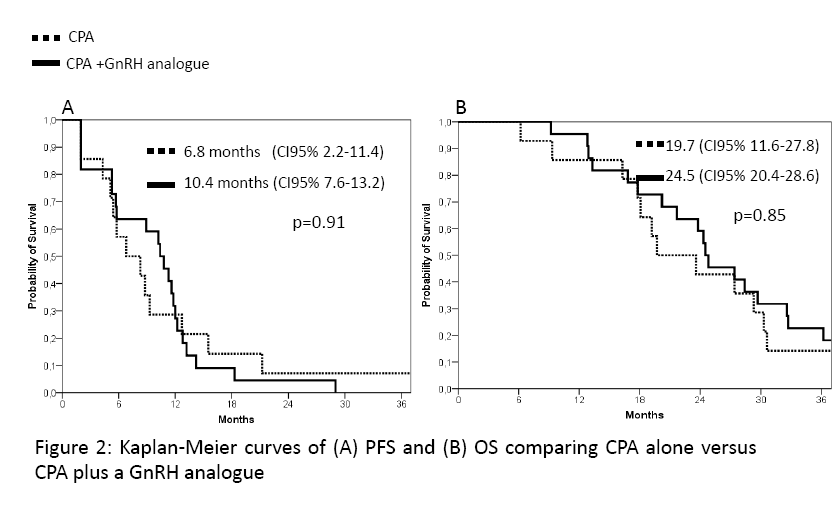 CPA
CPA +GnRH analogue
A
6.8 months (CI95% 2.2-11.4)
10.4 months (CI95% 7.6-13.2)
p=0.91
Probability of Survival
1,0
0,9
0,8
0,7
0,6
0,5
0,4
0,3
0,2
0,1
0,0
0 6 12 18 24 30 36
Months
B
19.7 (CI95% 11.6-27.8)
24.5 (CI95% 20.4-28.6)
p=0.85
Probability of Survival
1,0
0,9
0,8
0,7
0,6
0,5
0,4
0,3
0,2
0,1
0,0
0 6 12 18 24 30 36
Months
Figure 2: Kaplan-Meier curves of (A) PFS and (B) OS comparing CPA alone versus
CPA plus a GnRH analogue